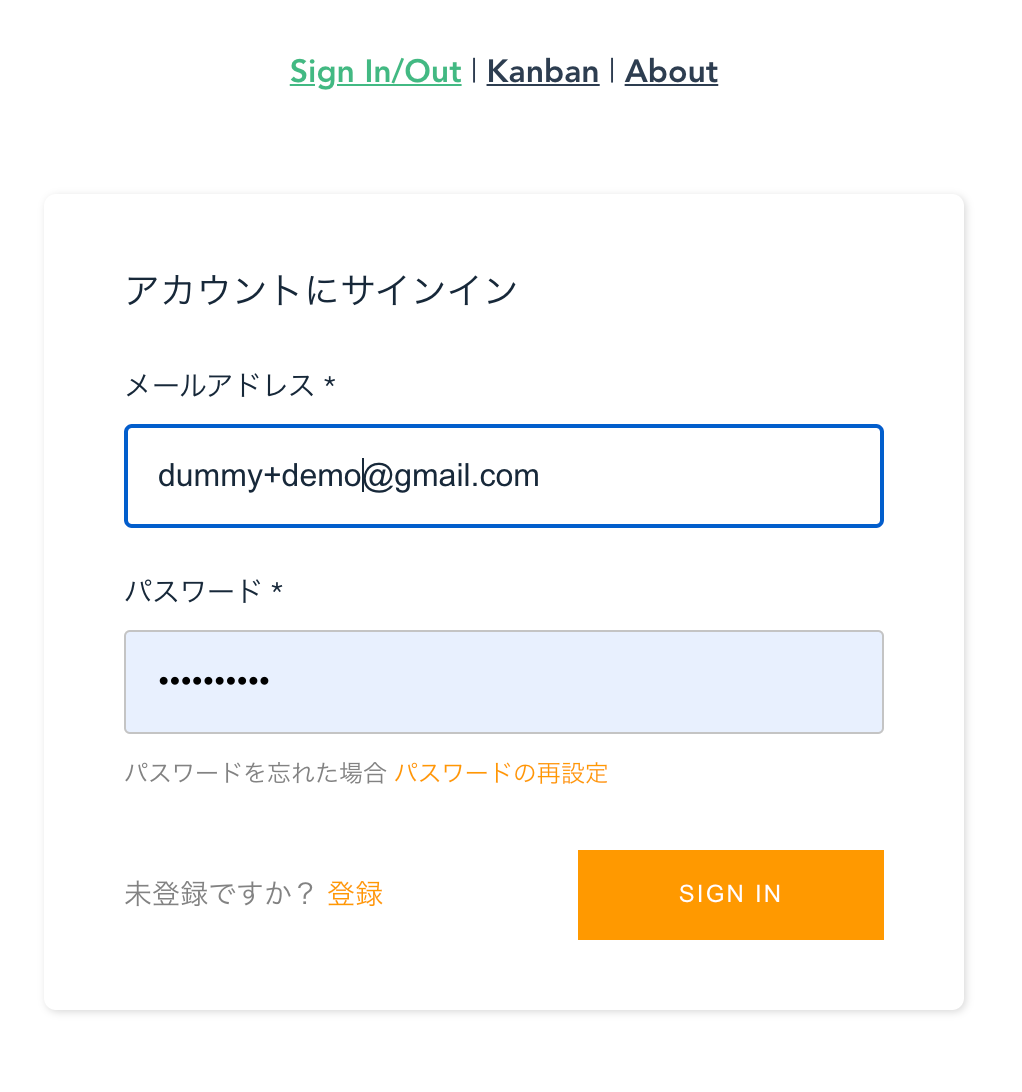 Sign In/Out | Kanban | About
アカウントにサインイン
メールアドレス *
dummy+demo@gmail.com
パスワード *
••••••••••
パスワードを忘れた場合 パスワードの再設定
未登録ですか？ 登録
SIGN IN